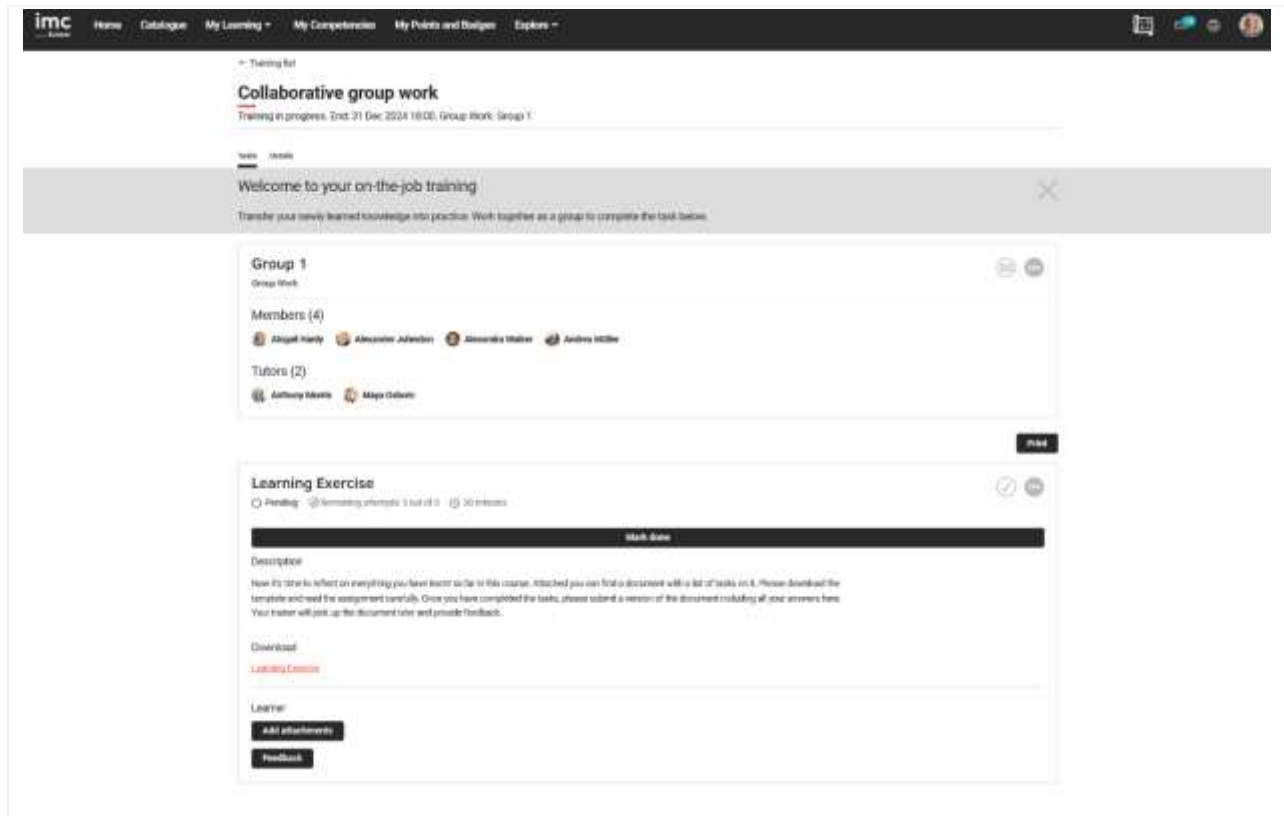 imc
Home Catalogue My Learning My Competencies My Points and Badges Explore
← Training list
Collaborative group work
Training in progress. End: 31 Dec 2024 18:00, Group Work: Group 1
Tasks Details
Welcome to your on-the-job training
Transfer your newly learned knowledge into practice. Work together as a group to complete the task below.
Group 1
Group Work
Members (4)
Abigail Hardy Alexander Johnston Alexandra Walker Andrea Müller
Tutors (2)
Anthony Morris Maya Osborn
Print
Learning Exercise
Pending Remaining attempts: out of 30 minutes
Mark done
Description
Now it's time to reflect on everything you have learnt so far in this course. Attached you can find a document with a list of tasks on it. Please download the
template and read the assignment carefully. Once you have completed the tasks, please submit a version of the document including all your answers here.
Your trainer will pick up the document later and provide feedback.
Download
Learning Exercise
Learner
Add attachments
Feedback